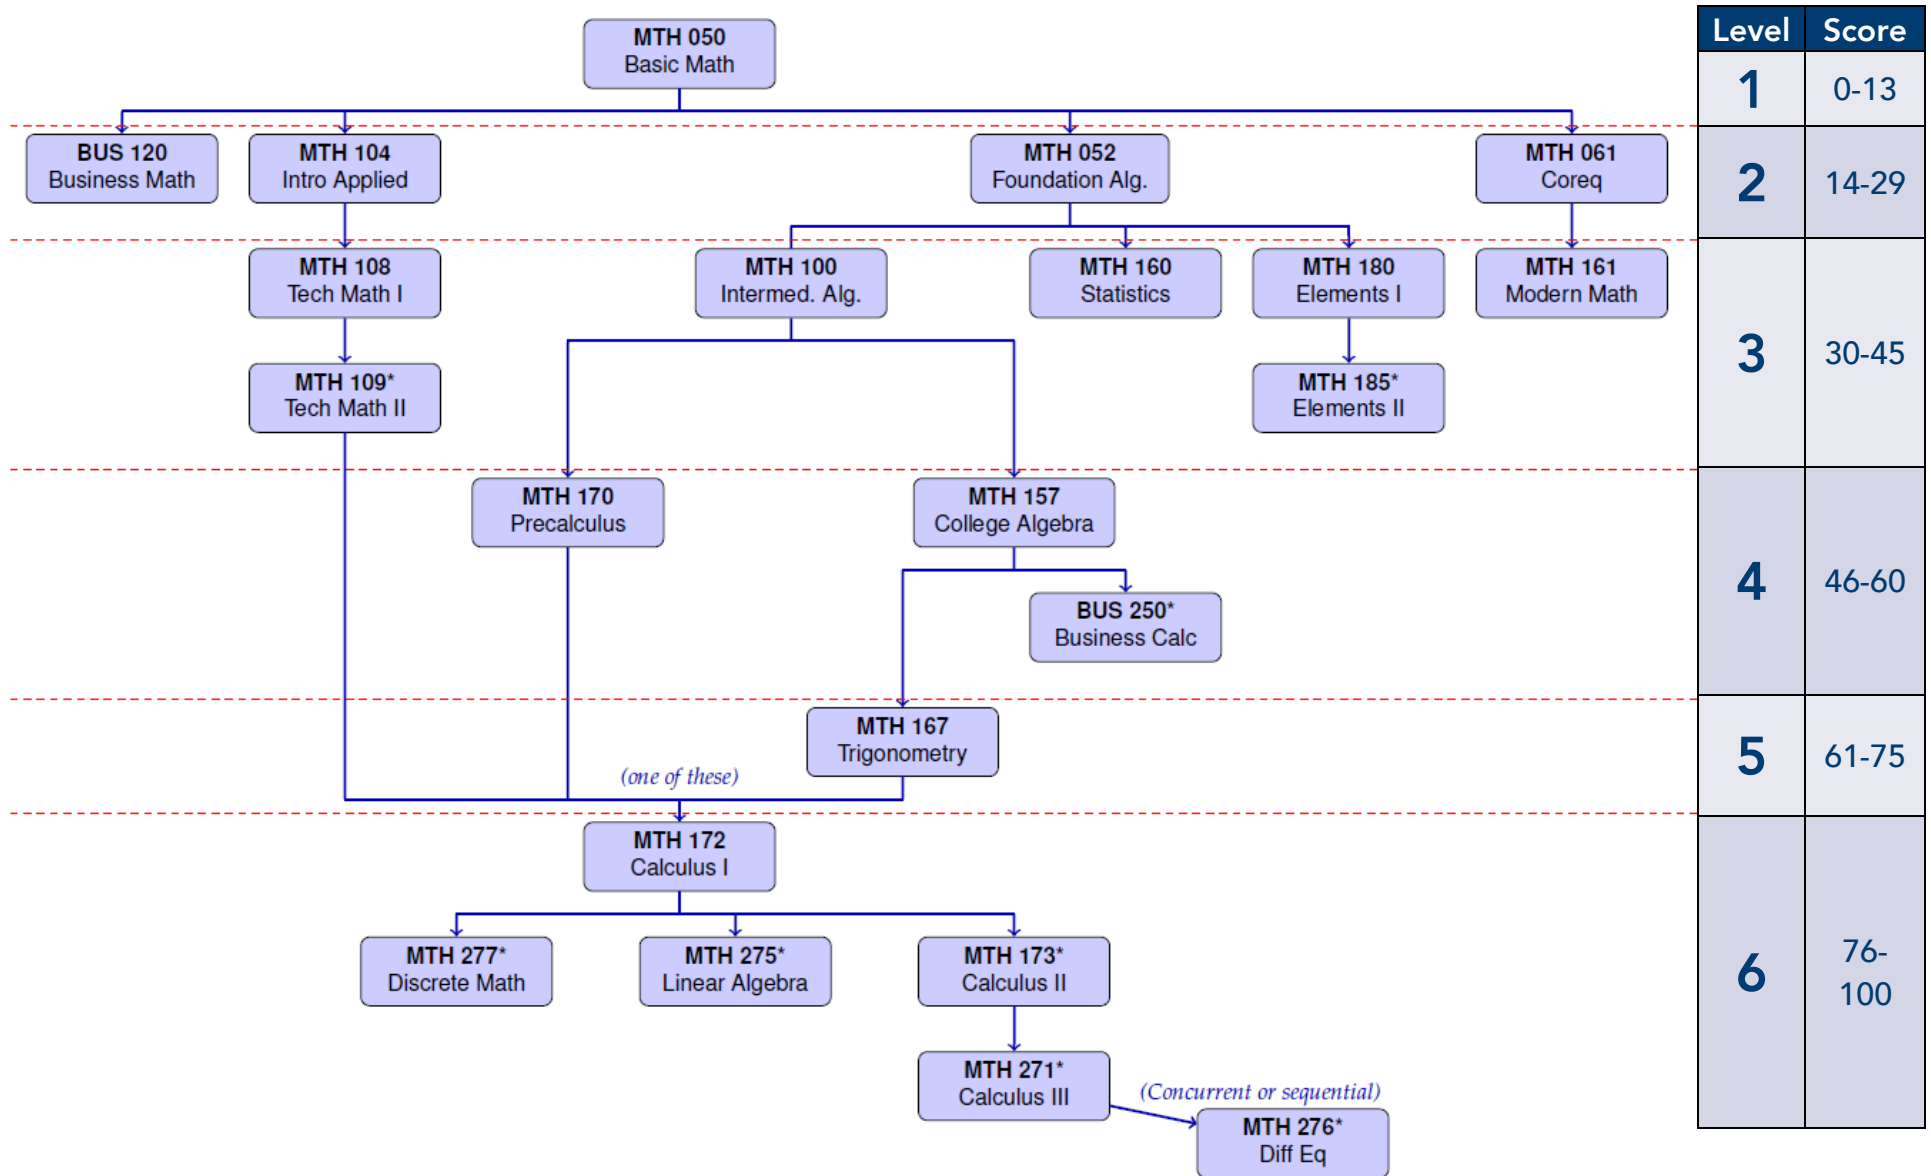 MTH 050
Basic Math
Level Score
1 0-13
BUS 120
Business Math
MTH 104
Intro Applied
MTH 052
Foundation Alg.
MTH 061
Coreq
2 14-29
MTH 108
Tech Math I
MTH 100
Intermed. Alg.
MTH 160
Statistics
MTH 180
Elements I
MTH 161
Modern Math
3 30-45
MTH 109*
Tech Math II
MTH 185*
Elements II
MTH 170
Precalculus
MTH 157
College Algebra
4 46-60
BUS 250*
Business Calc
MTH 167
Trigonometry
5 61-75
(one of these)
MTH 172
Calculus I
MTH 277*
Discrete Math
MTH 275*
Linear Algebra
MTH 173*
Calculus II
6 76-
100
MTH 271*
Calculus III
(Concurrent or sequential)
MTH 276*
Diff Eq